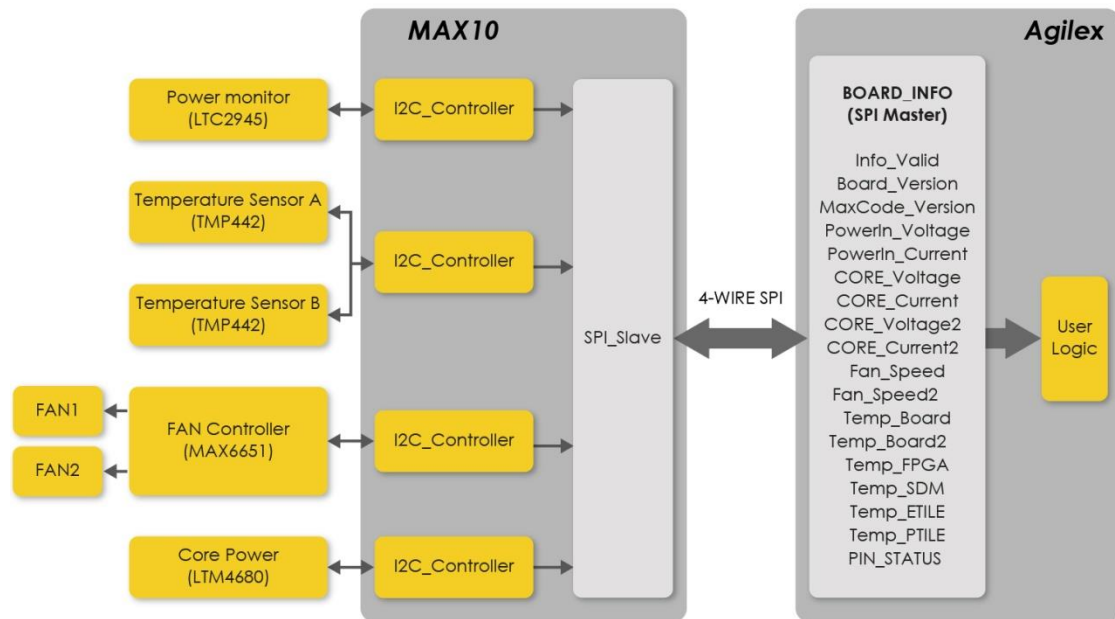 MAX10
Agilex
Power monitor
(LTC2945)
I2C_Controller
Temperature Sensor A
(TMP442)
I2C_Controller
Temperature Sensor B
(TMP442)
FAN1
FAN2
FAN Controller
(MAX6651)
I2C_Controller
Core Power
(LTM4680)
I2C_Controller
SPI_Slave
4-WIRE SPI
BOARD_INFO
(SPI Master)
Info_Valid
Board_Version
MaxCode_Version
PowerIn_Voltage
PowerIn_Current
CORE_Voltage
CORE_Current
CORE_Voltage2
CORE_Current2
Fan_Speed
Fan_Speed2
Temp_Board
Temp_Board2
Temp_FPGA
Temp_SDM
Temp_ETILE
Temp_PTILE
PIN_STATUS
User
Logic